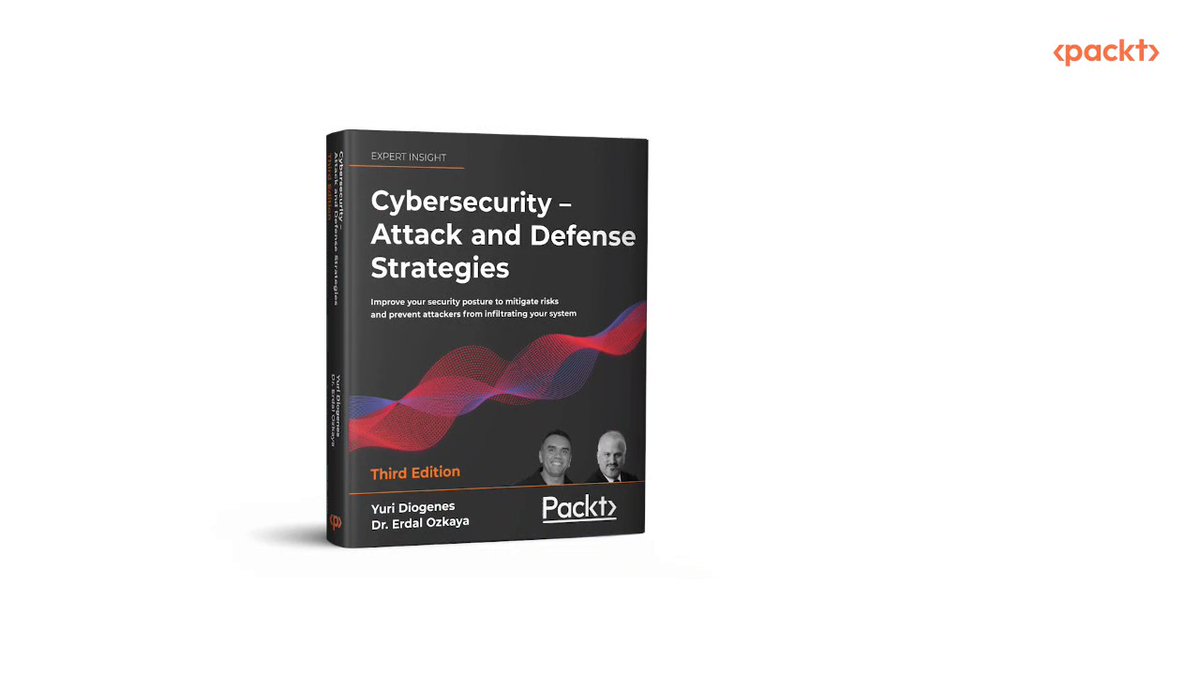 <packt>
EXPERT INSIGHT
Cybersecurity –
Attack and Defense
Strategies
Improve your security posture to mitigate risks
and prevent attackers from infiltrating your system
Third Edition
Yuri Diogenes
Dr. Erdal Ozkaya
Packt>
Cybersecurity –
Attack and Defense Strategies
Third Edition
Yuri Diogenes
Dr. Erdal Ozkaya
<p>